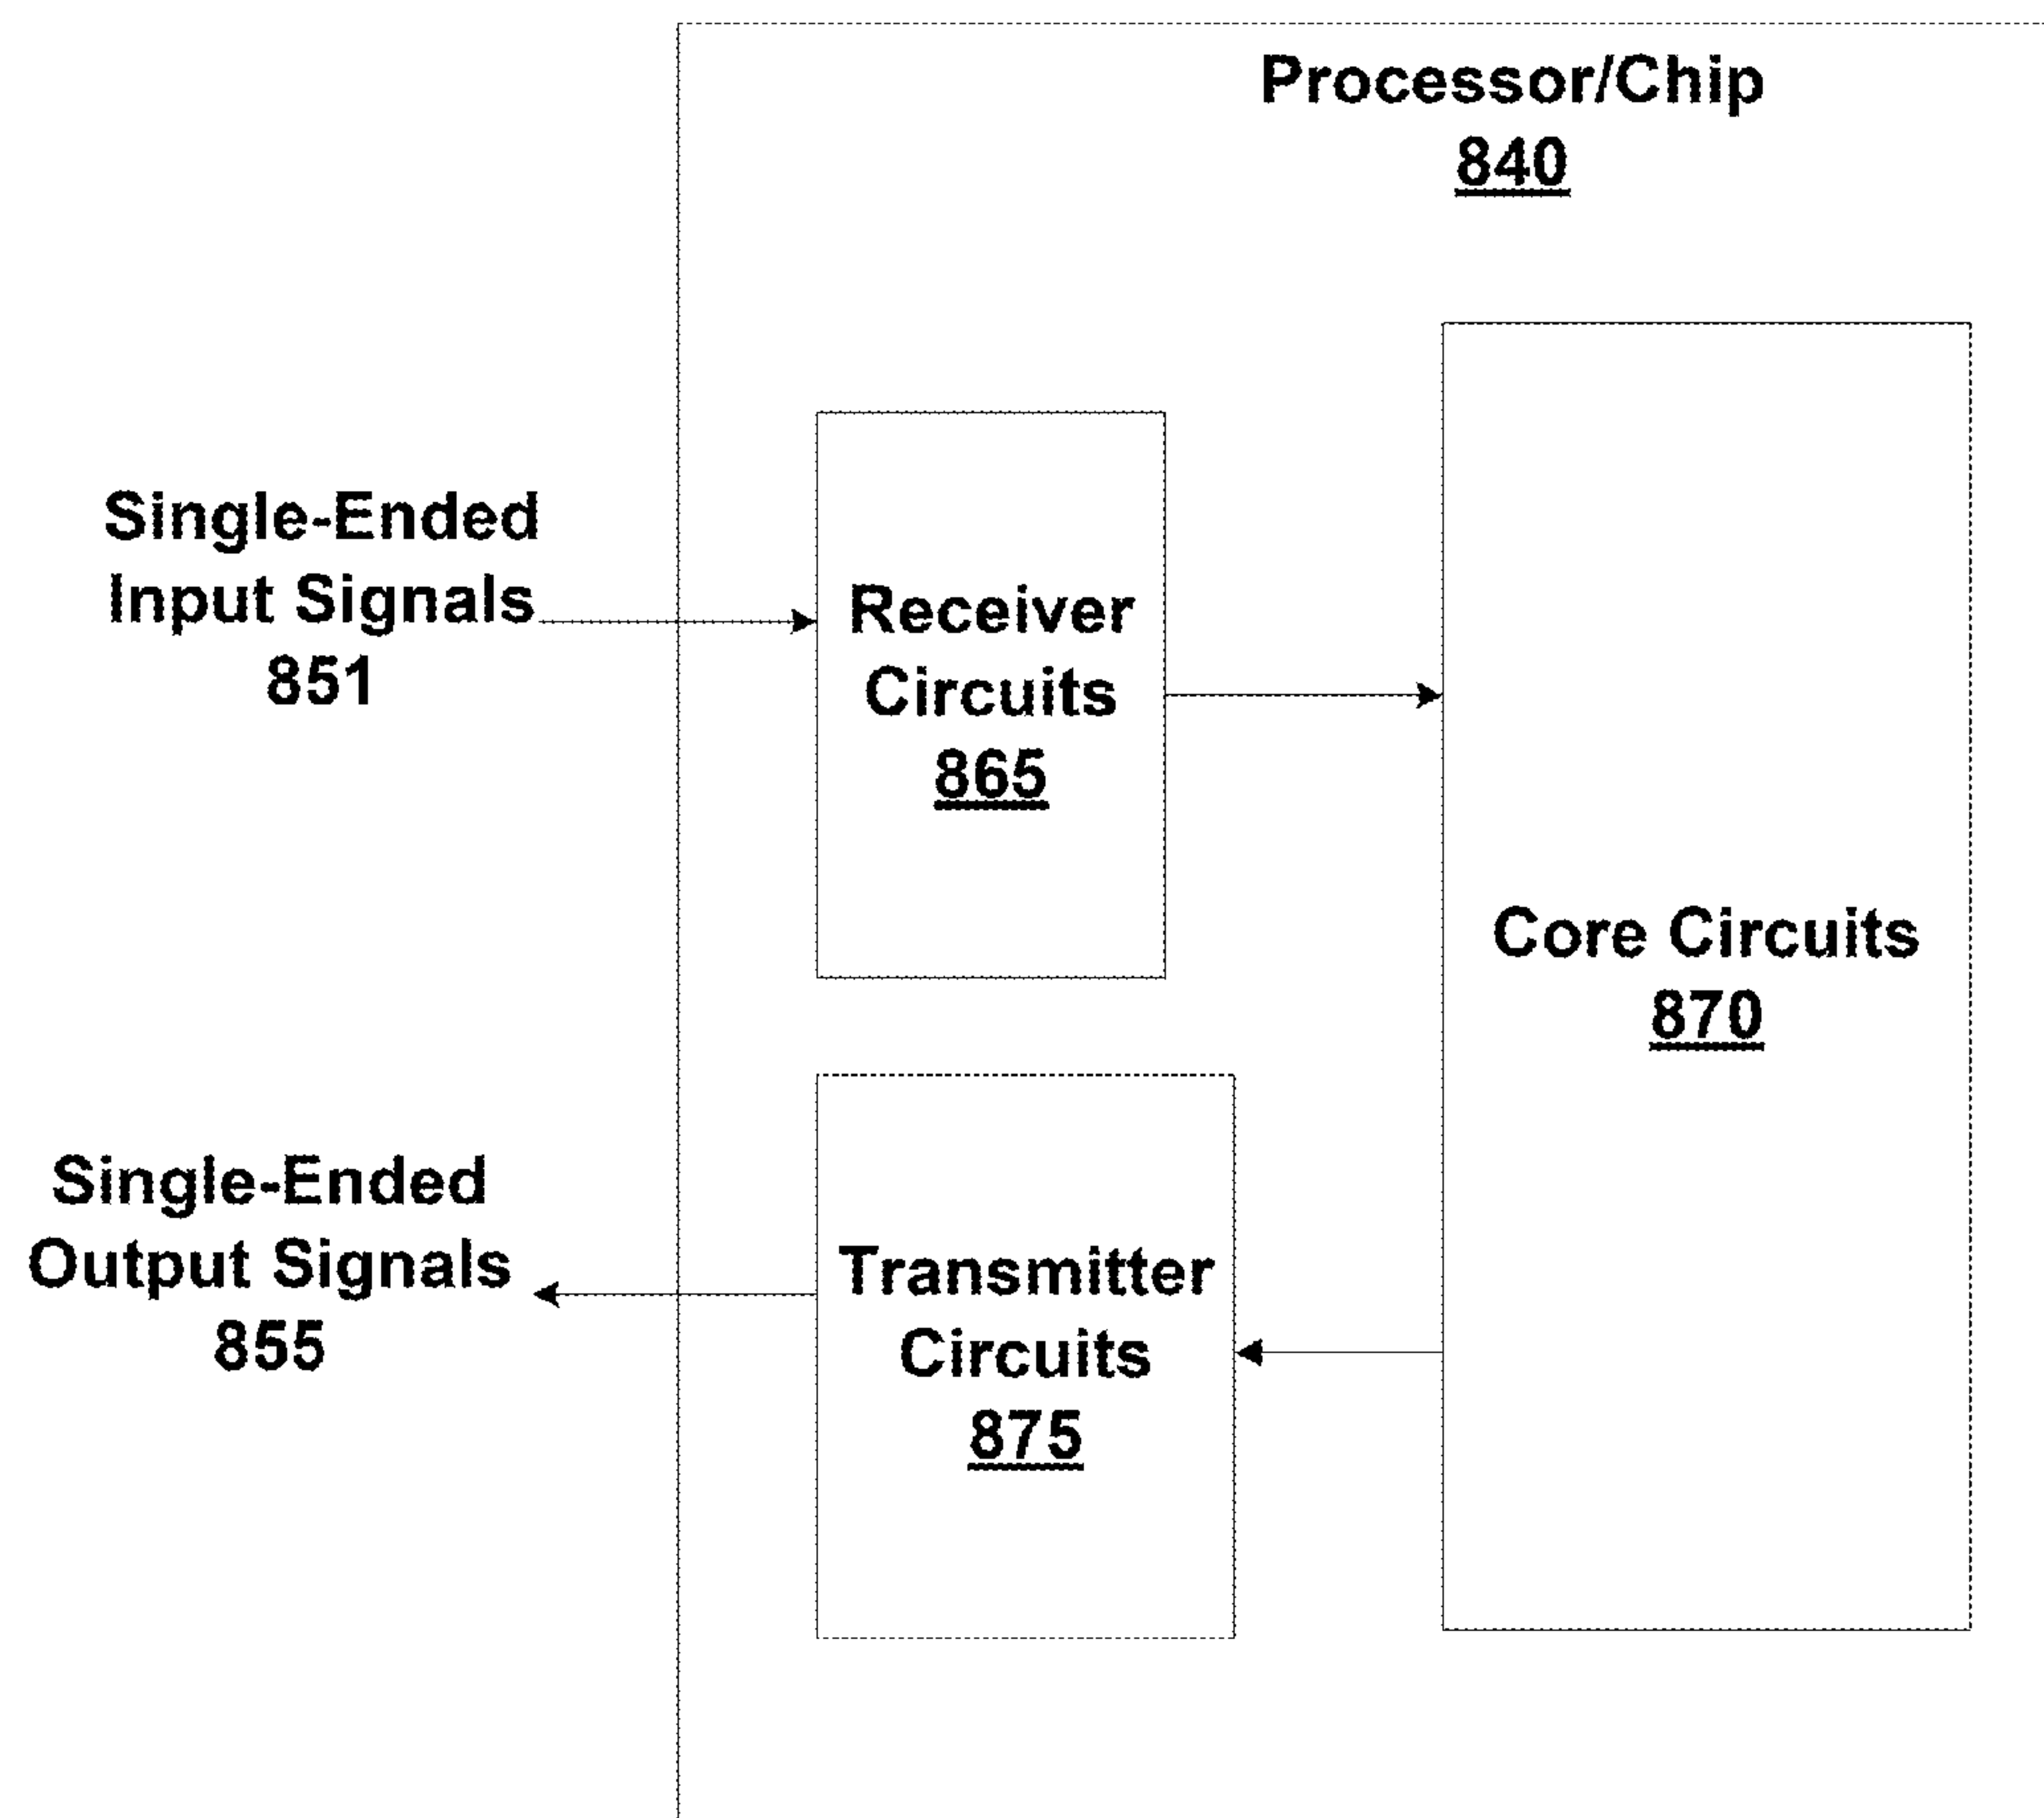 Processor/Chip
840
Single-Ended
Input Signals
851
Receiver
Circuits
865
Core Circuits
870
Single-Ended
Output Signals
855
Transmitter
Circuits
875